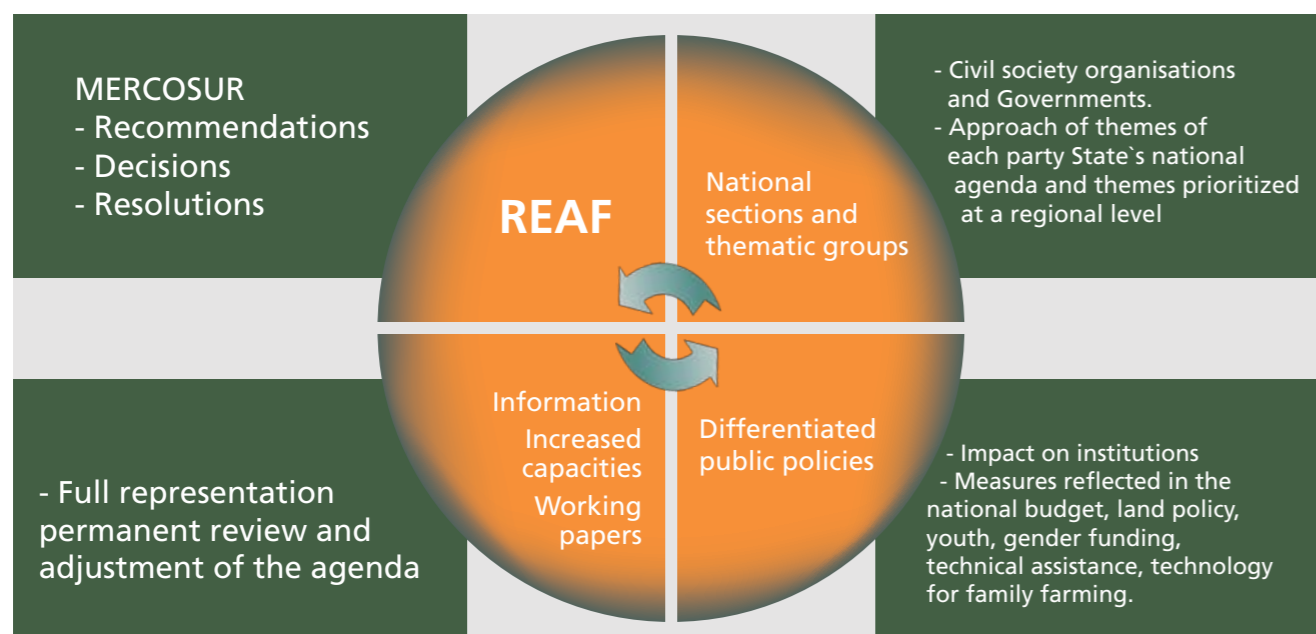 MERCOSUR
- Recommendations
- Decisions
- Resolutions
REAF
National
sections and
thematic groups
- Civil society organisations
and Governments.
- Approach of themes of
each party State`s national
agenda and themes prioritized
at a regional level
- Full representation
permanent review and
adjustment of the agenda
Information
Increased
capacities
Working
papers
Differentiated
public policies
- Impact on institutions
- Measures reflected in the
national budget, land policy,
youth, gender funding,
technical assistance, technology
for family farming.